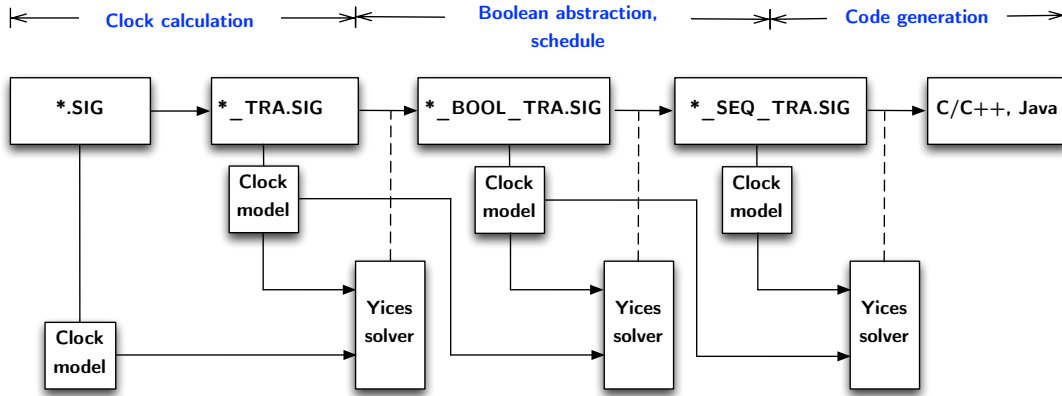 Clock calculation
Boolean abstraction,
schedule
Code generation
*.SIG
*_TRA.SIG
*_BOOL_TRA.SIG
*_SEQ_TRA.SIG
C/C++, Java
Clock
model
Clock
model
Clock
model
Yices
solver
Yices
solver
Yices
solver
Clock
model